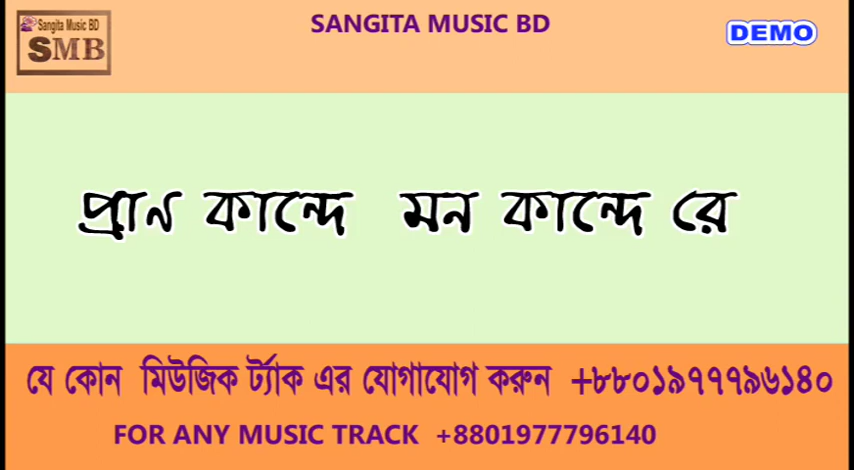 Sangita Music BD
SMB
SANGITA MUSIC BD
DEMO
প্রাণ কান্দে মন কান্দে রে
যে কোন মিউজিক ট্র্যাক এর যোগাযোগ করুন +৮৮০১৯৭৭৭৯৬১৪০
FOR ANY MUSIC TRACK +8801977796140